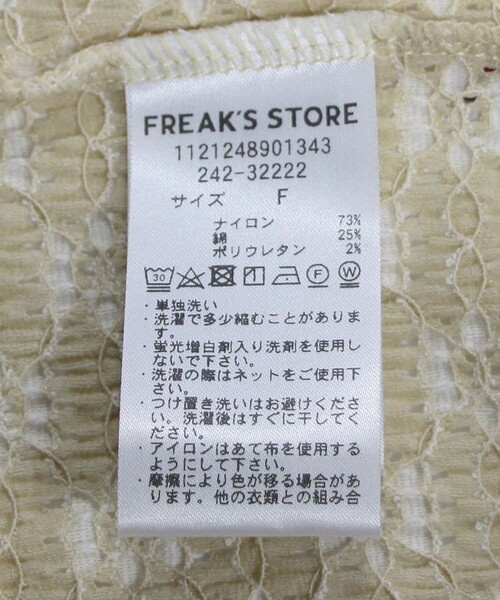 FREAK'S STORE
1121248901343
242-32222
サイズ F
ナイロン 73%
綿 25%
ポリウレタン 2%
30 F W
・単独洗い
・洗濯で多少縮むことがありま
す。
・蛍光増白剤入り洗剤を使用し
ないで下さい。
・洗濯の際はネットをご使用下
さい。
・つけ置き洗いはお避けくださ
い。洗濯後はすぐに干してく
ださい。
・アイロンはあて布を使用する
ようにして下さい。
・摩擦により色が移る場合があ
ります。他の衣類との組み合